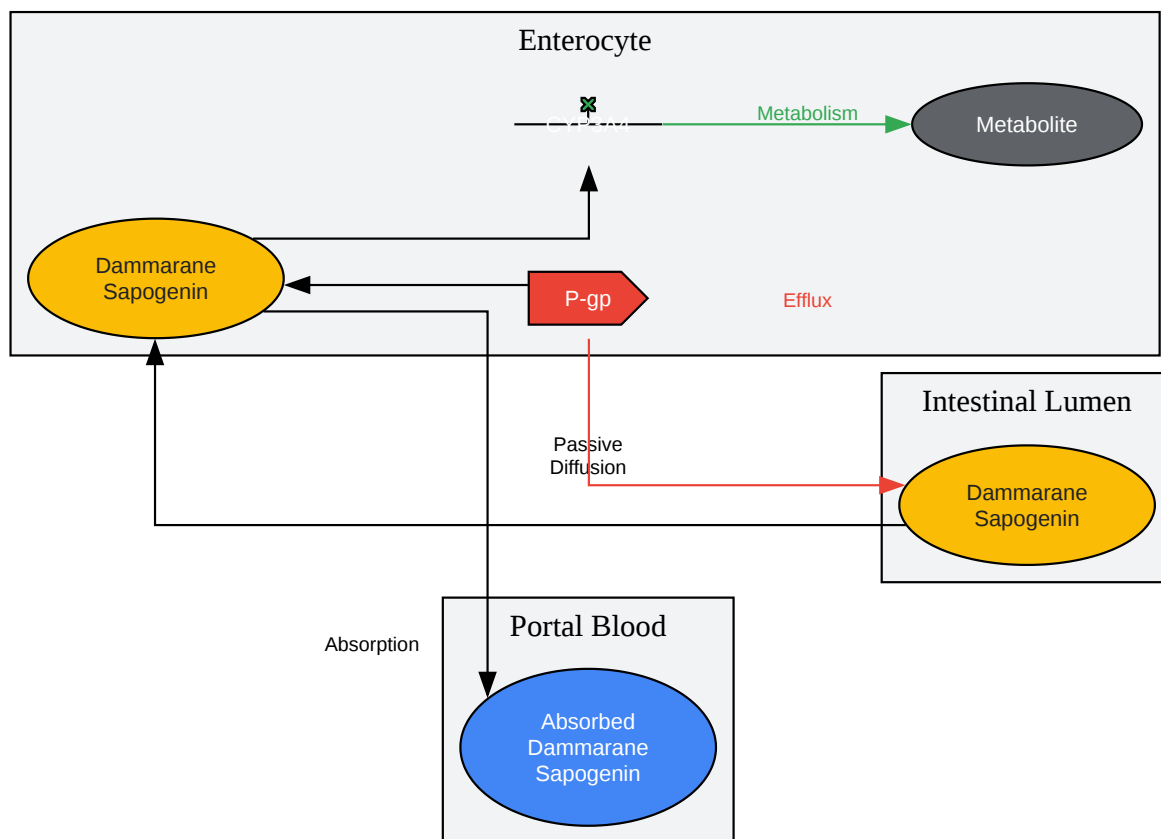 Enterocyte
CYP3A4
Metabolism
Metabolite
Dammarane
Sapogenin
P-gp
Efflux
Intestinal Lumen
Passive
Diffusion
Dammarane
Sapogenin
Portal Blood
Absorption
Absorbed
Dammarane
Sapogenin